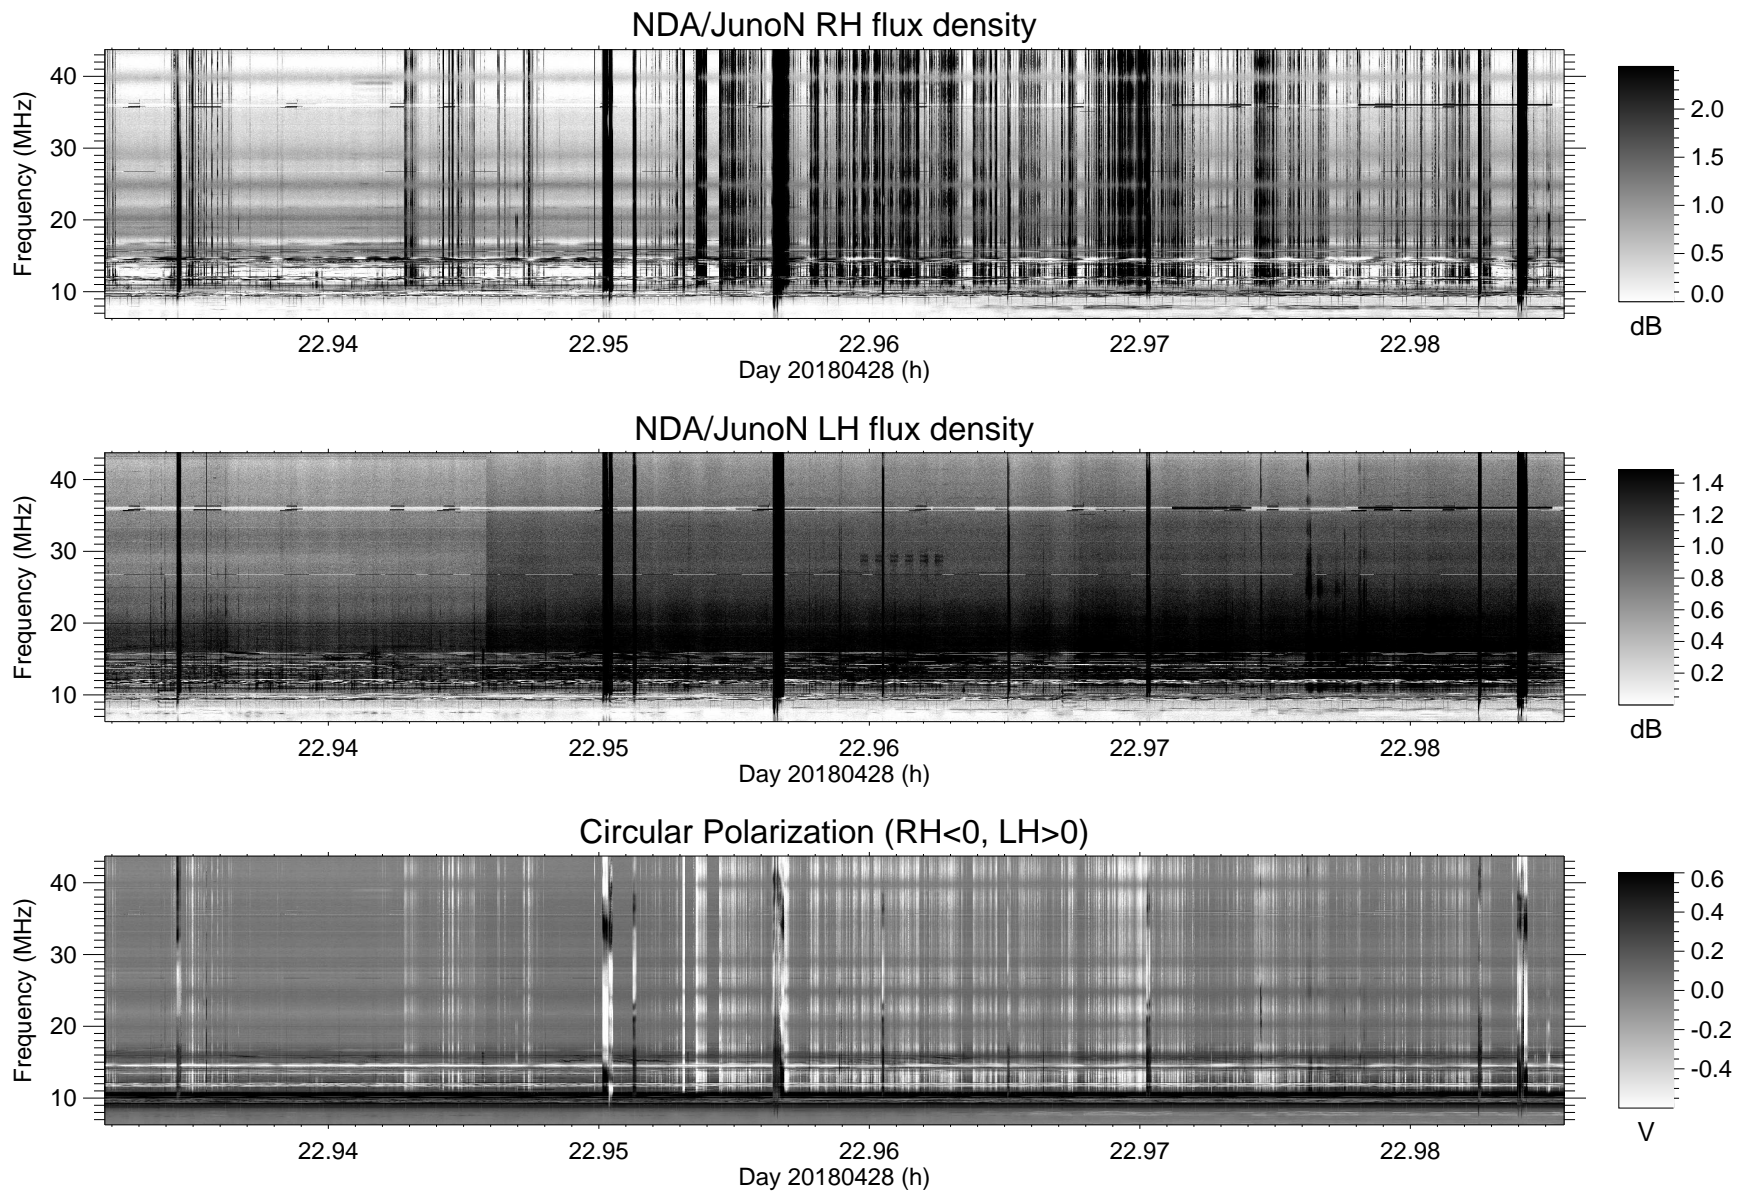 NDA/JunoN RH flux density
Frequency (MHz)
40
30
20
10
22.94 22.95 22.96 22.97 22.98
Day 20180428 (h)
2.0
1.5
1.0
0.5
0.0
dB
NDA/JunoN LH flux density
Frequency (MHz)
40
30
20
10
22.94 22.95 22.96 22.97 22.98
Day 20180428 (h)
1.4
1.2
1.0
0.8
0.6
0.4
0.2
dB
Circular Polarization (RH<0, LH>0)
Frequency (MHz)
40
30
20
10
22.94 22.95 22.96 22.97 22.98
Day 20180428 (h)
0.6
0.4
0.2
0.0
-0.2
-0.4
V